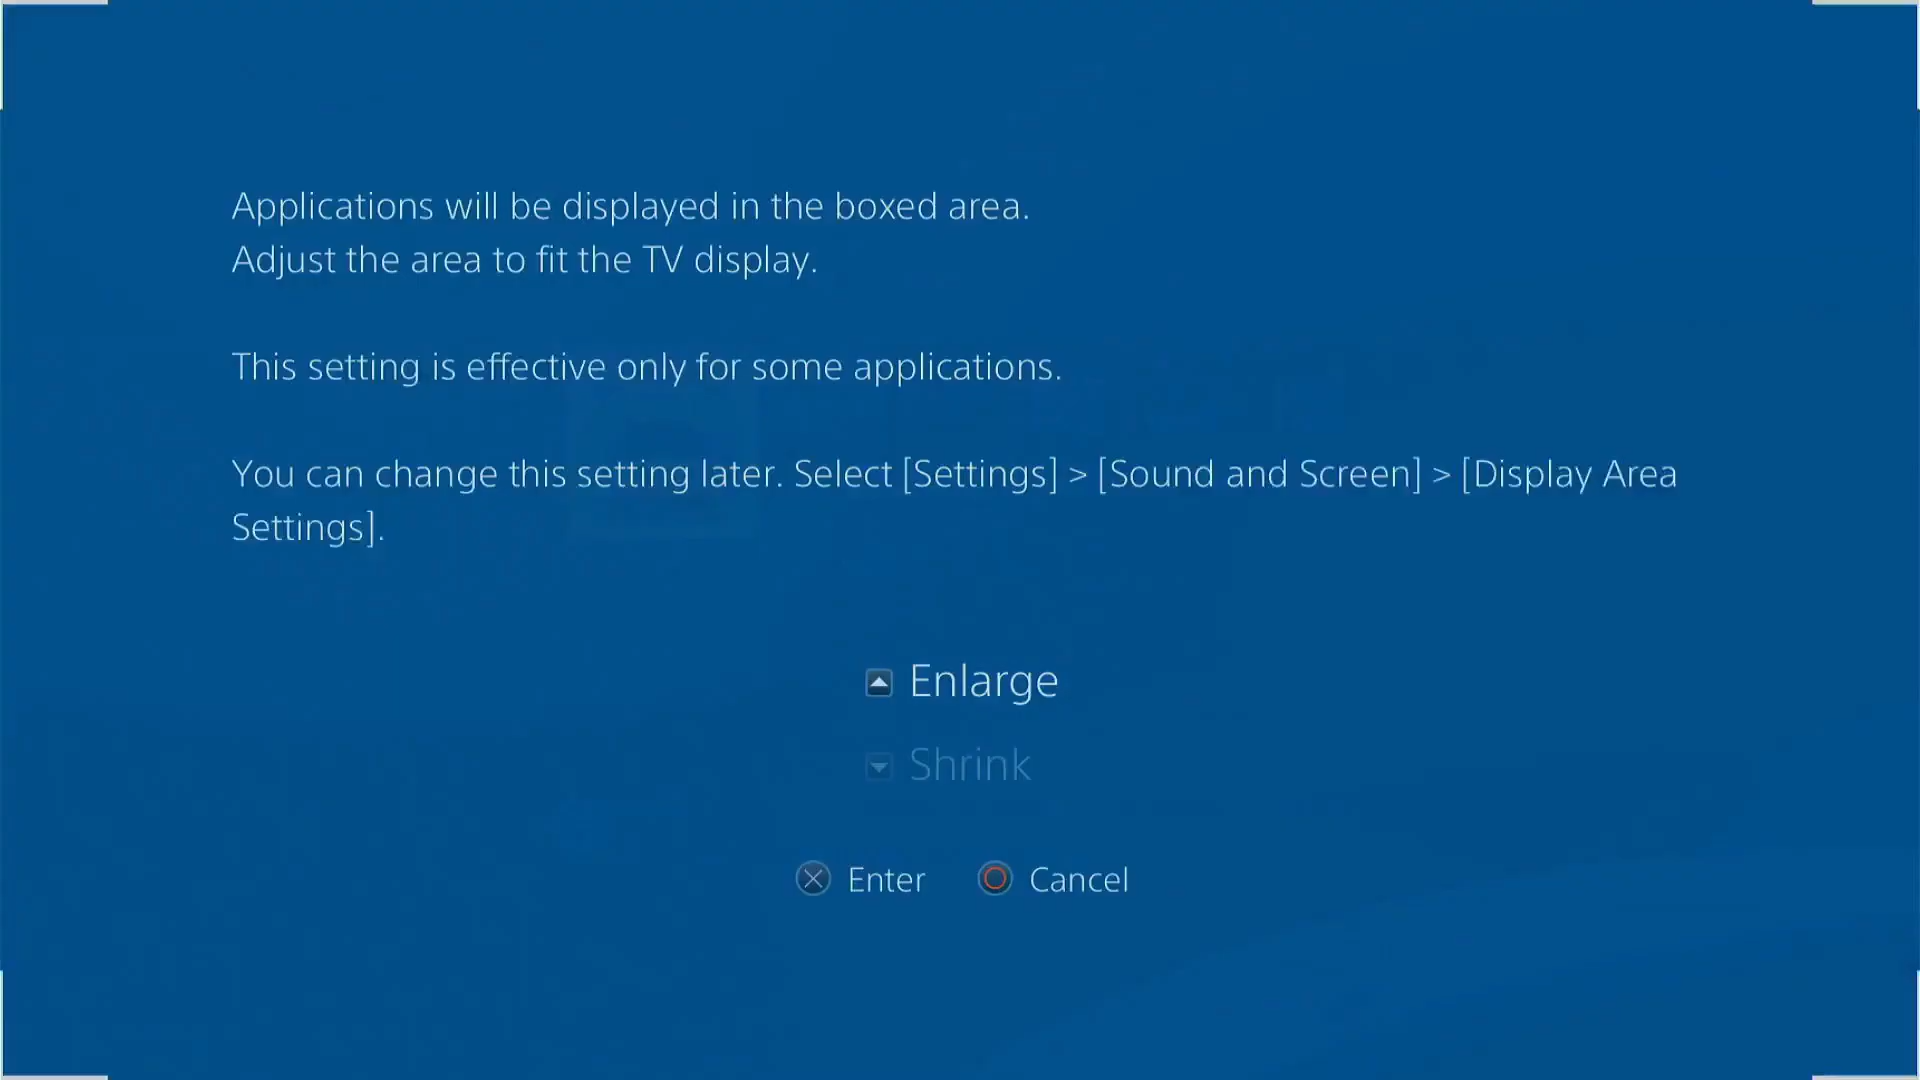 Applications will be displayed in the boxed area.
Adjust the area to fit the TV display.
This setting is effective only for some applications.
You can change this setting later. Select [Settings] > [Sound and Screen] > [Display Area
Settings].
Enlarge
Shrink
Enter Cancel